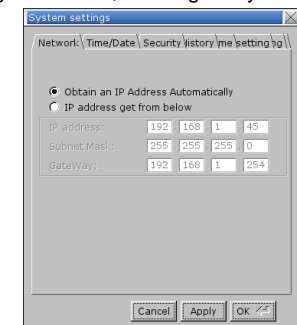 System settings
Network Time/Date Security History me setting
Obtain an IP Address Automatically
IP address get from below
IP address: 192 . 168 . 1 . 45
Subnet Mask: 255 . 255 . 255 . 0
GateWay: 192 . 168 . 1 . 254
Cancel Apply OK